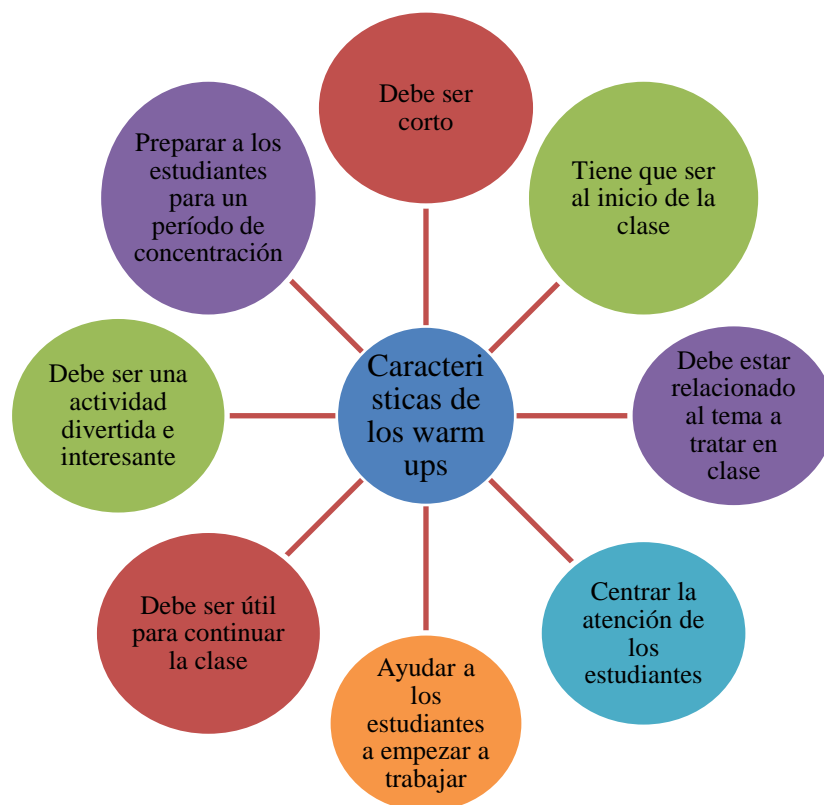 Debe ser
corto
Tiene que ser
al inicio de la
clase
Debe estar
relacionado
al tema a
tratar en
clase
Centrar la
atención de
los
estudiantes
Ayudar a
los
estudiantes
a empezar a
trabajar
Debe ser útil
para continuar
la clase
Debe ser una
actividad
divertida e
interesante
Preparar a los
estudiantes
para un
período de
concentración
Caracteri
sticas de
los warm
ups